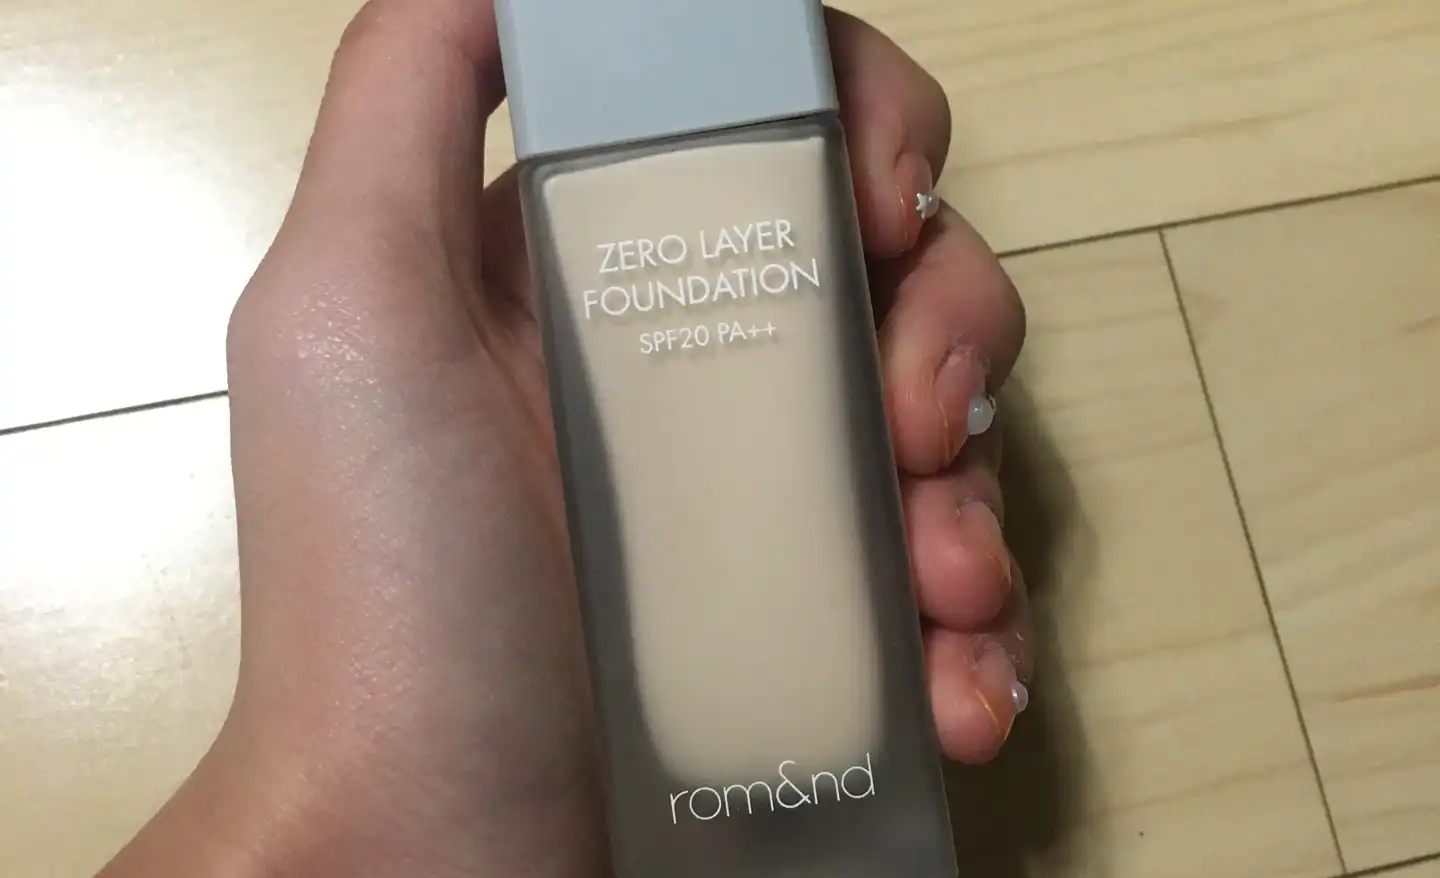 ZERO LAYER
FOUNDATION
SPF20 PA++
rom&nd